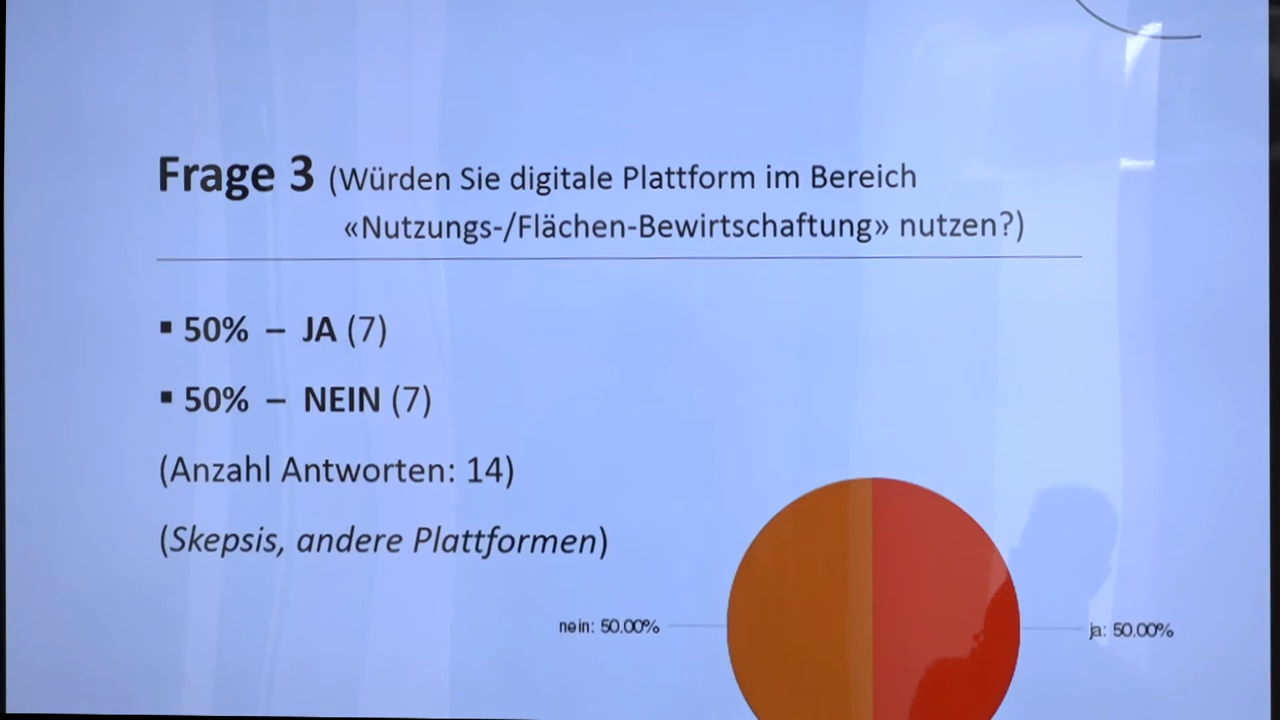 Frage 3 (Würden Sie digitale Plattform im Bereich
«Nutzungs-/Flächen-Bewirtschaftung» nutzen?)
▪ 50% – JA (7)
▪ 50% – NEIN (7)
(Anzahl Antworten: 14)
(Skepsis, andere Plattformen)
nein: 50.00%
ja: 50.00%